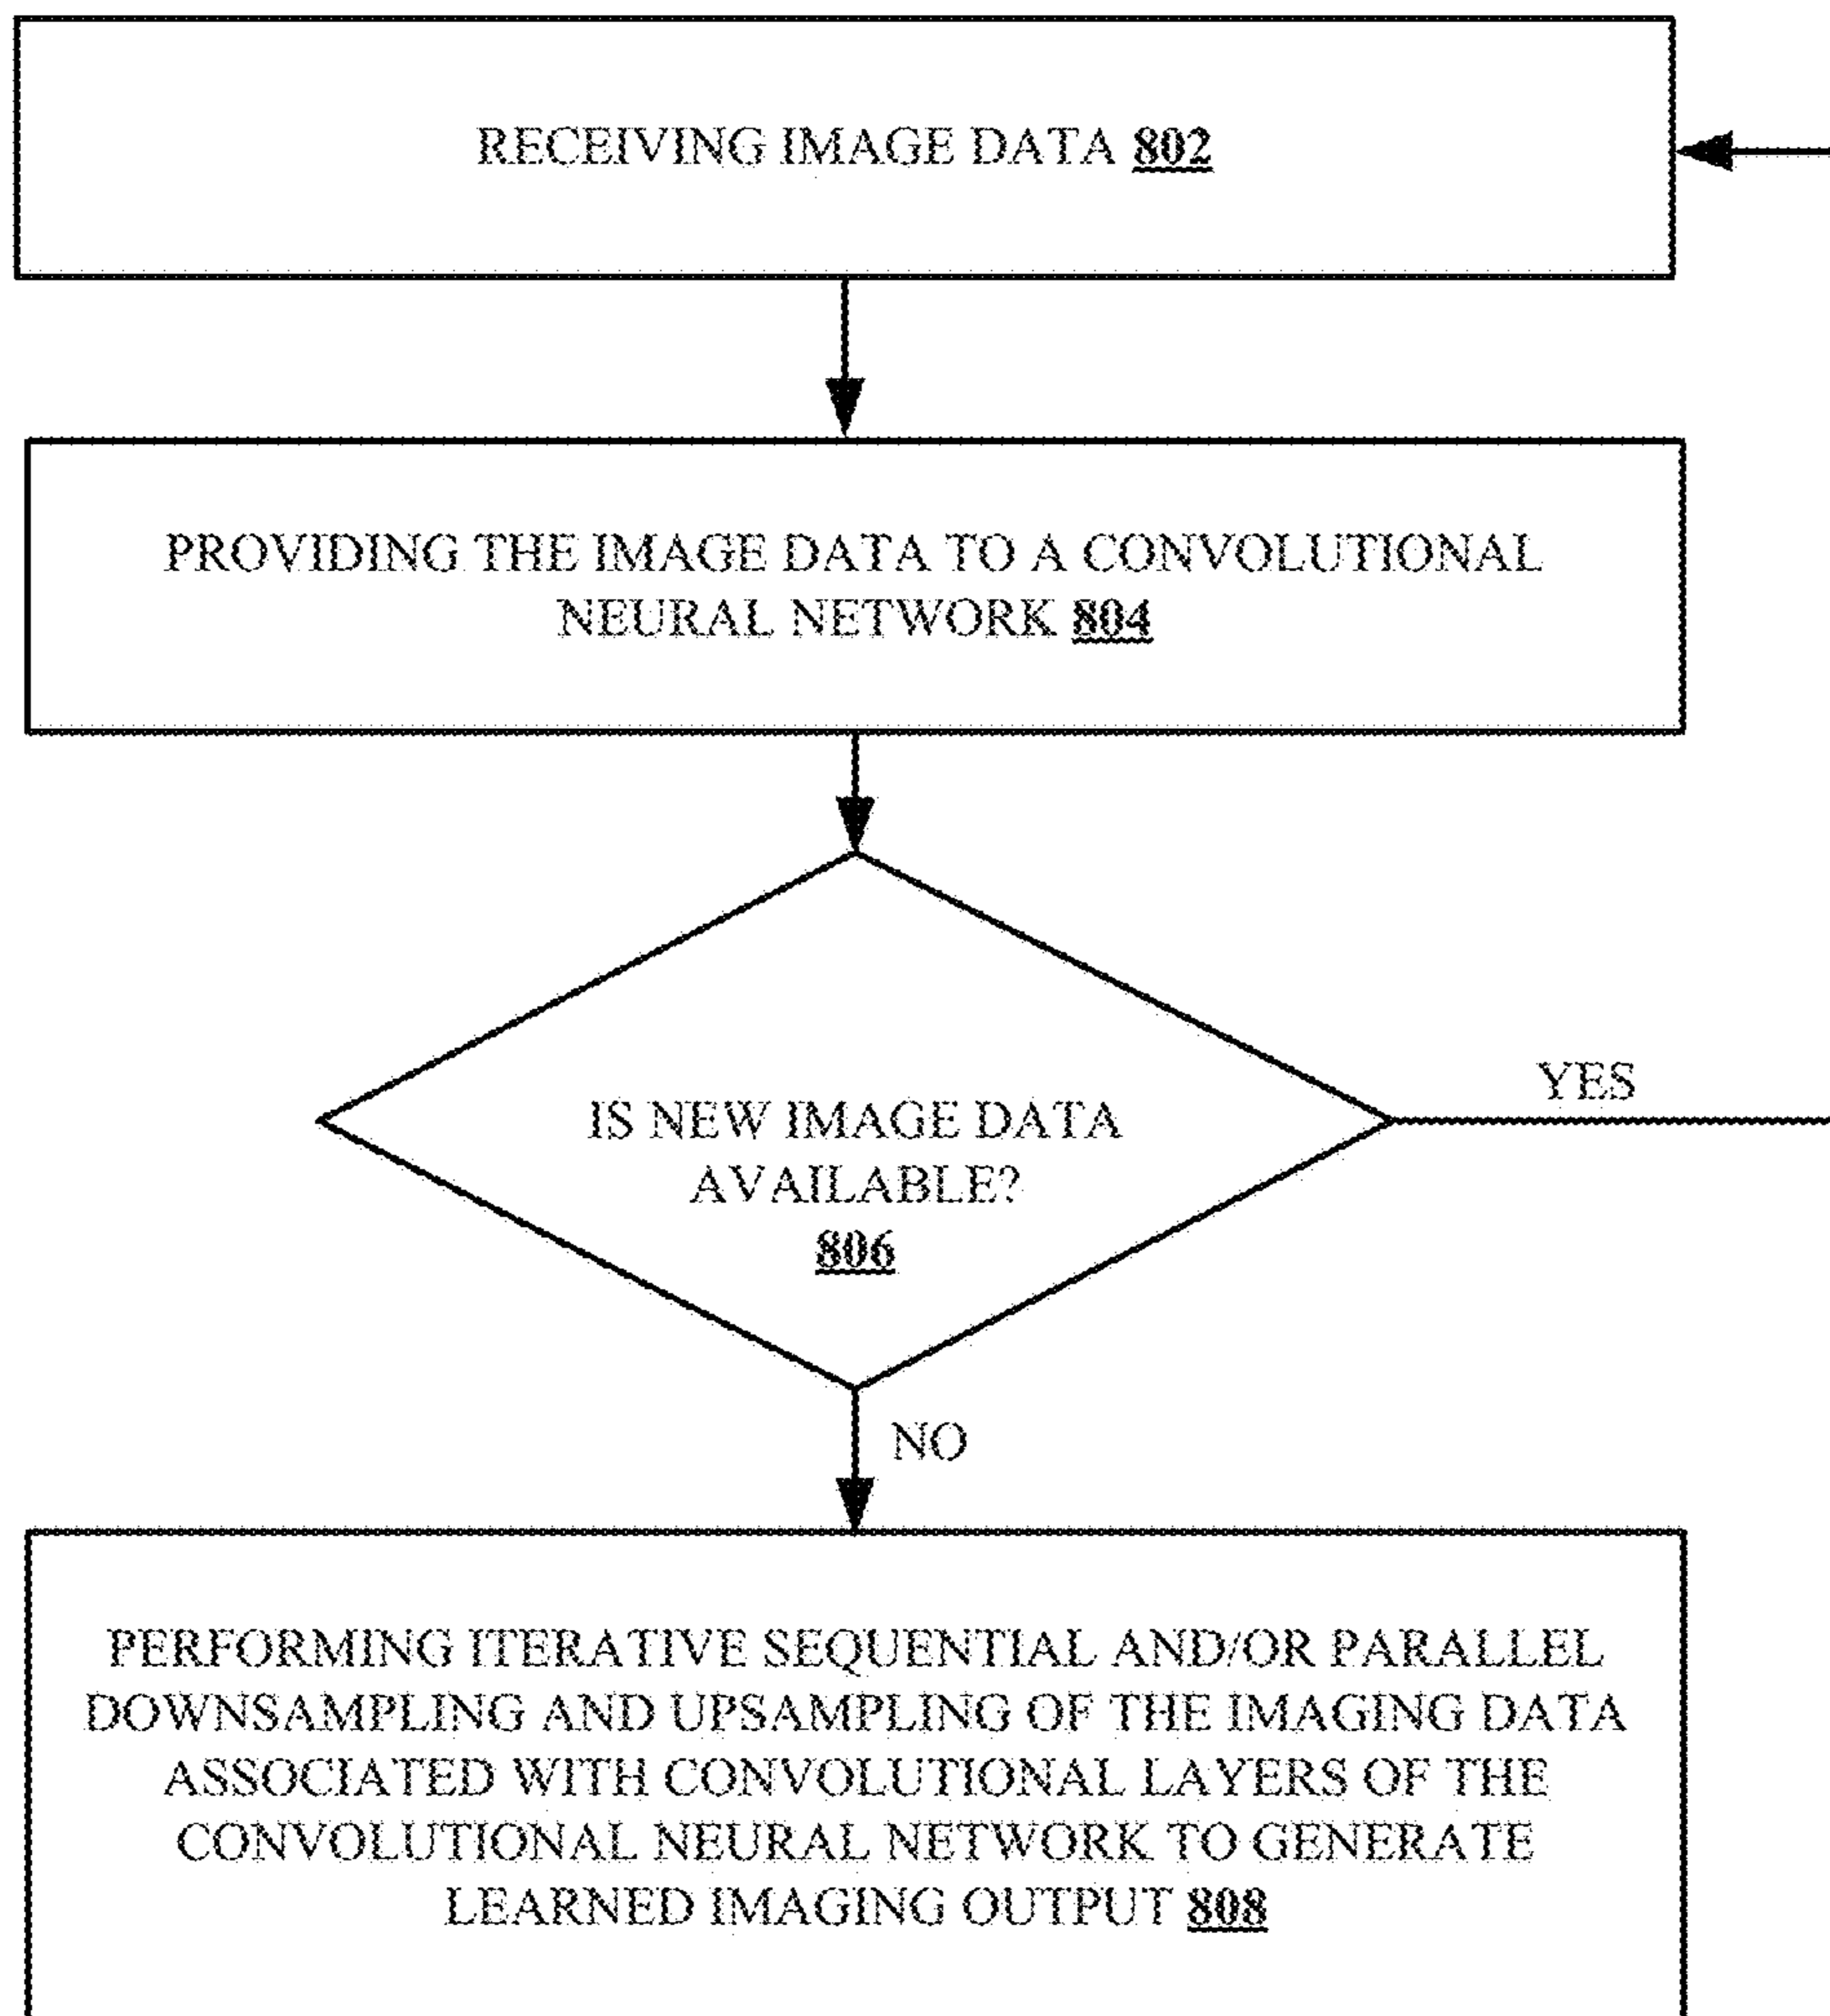 RECEIVING IMAGE DATA 802
PROVIDING THE IMAGE DATA TO A CONVOLUTIONAL
NEURAL NETWORK 804
IS NEW IMAGE DATA
AVAILABLE?
806
YES
NO
PERFORMING ITERATIVE SEQUENTIAL AND/OR PARALLEL
DOWNSAMPLING AND UPSAMPLING OF THE IMAGING DATA
ASSOCIATED WITH CONVOLUTIONAL LAYERS OF THE
CONVOLUTIONAL NEURAL NETWORK TO GENERATE
LEARNED IMAGING OUTPUT 808